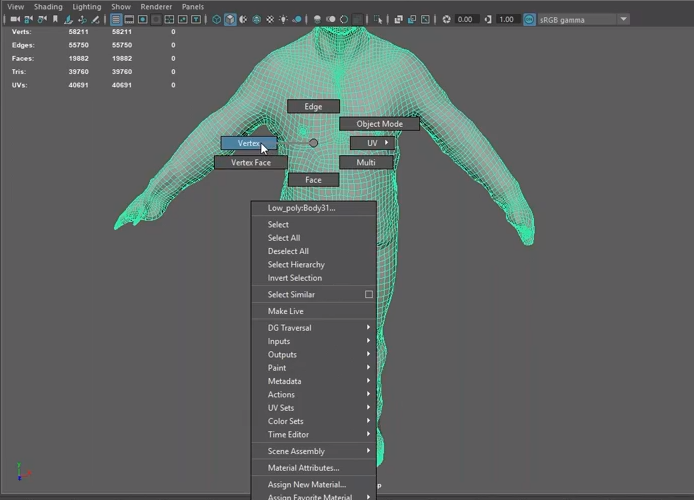 View Shading Lighting Show Renderer Panels
0.00 1.00 sRGB gamma
Verts: 58211 58211 0
Edges: 55750 55750 0
Faces: 19882 19882 0
Tris: 39760 39760 0
UVs: 40691 40691 0
Edge
Object Mode
Vertex
UV
Vertex Face
Multi
Face
Low_poly:Body31...
Select
Select All
Deselect All
Select Hierarchy
Invert Selection
Select Similar
Make Live
DG Traversal
Inputs
Outputs
Paint
Metadata
Actions
UV Sets
Color Sets
Time Editor
Scene Assembly
Material Attributes...
Assign New Material...
Assign Favorite Material